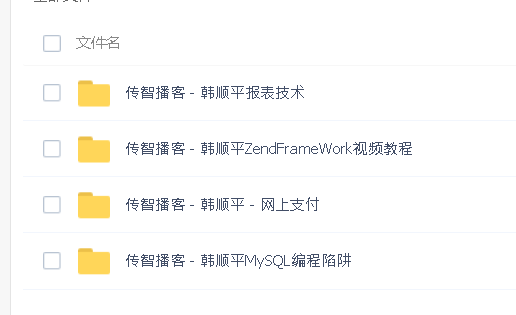 文件名
传智播客 - 韩顺平报表技术
传智播客 - 韩顺平ZendFrameWork视频教程
传智播客 - 韩顺平 - 网上支付
传智播客 - 韩顺平MySQL编程陷阱